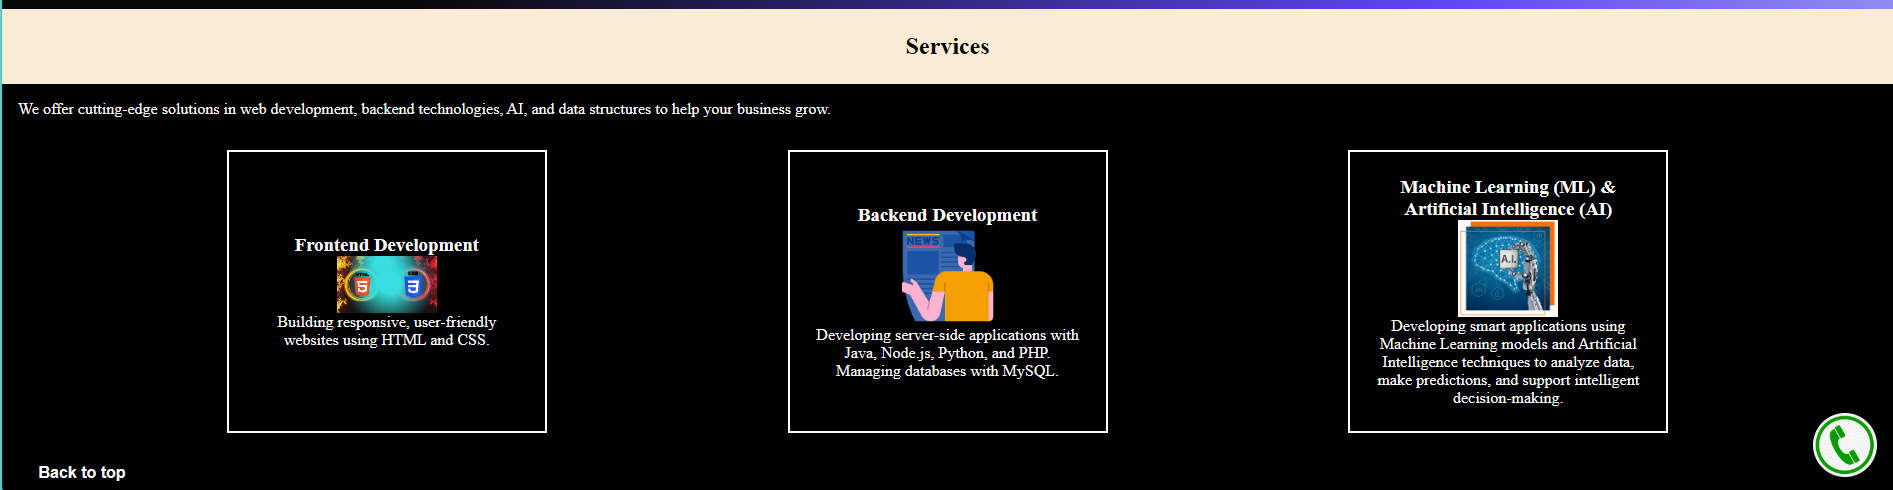 Services
We offer cutting-edge solutions in web development, backend technologies, AI, and data structures to help your business grow.
Frontend Development
HTML
5
CSS
3
Building responsive, user-friendly
websites using HTML and CSS.
Backend Development
NEWS
Developing server-side applications with
Java, Node.js, Python, and PHP.
Managing databases with MySQL.
Machine Learning (ML) &
Artificial Intelligence (AI)
A.I.
Developing smart applications using
Machine Learning models and Artificial
Intelligence techniques to analyze data,
make predictions, and support intelligent
decision-making.
Back to top